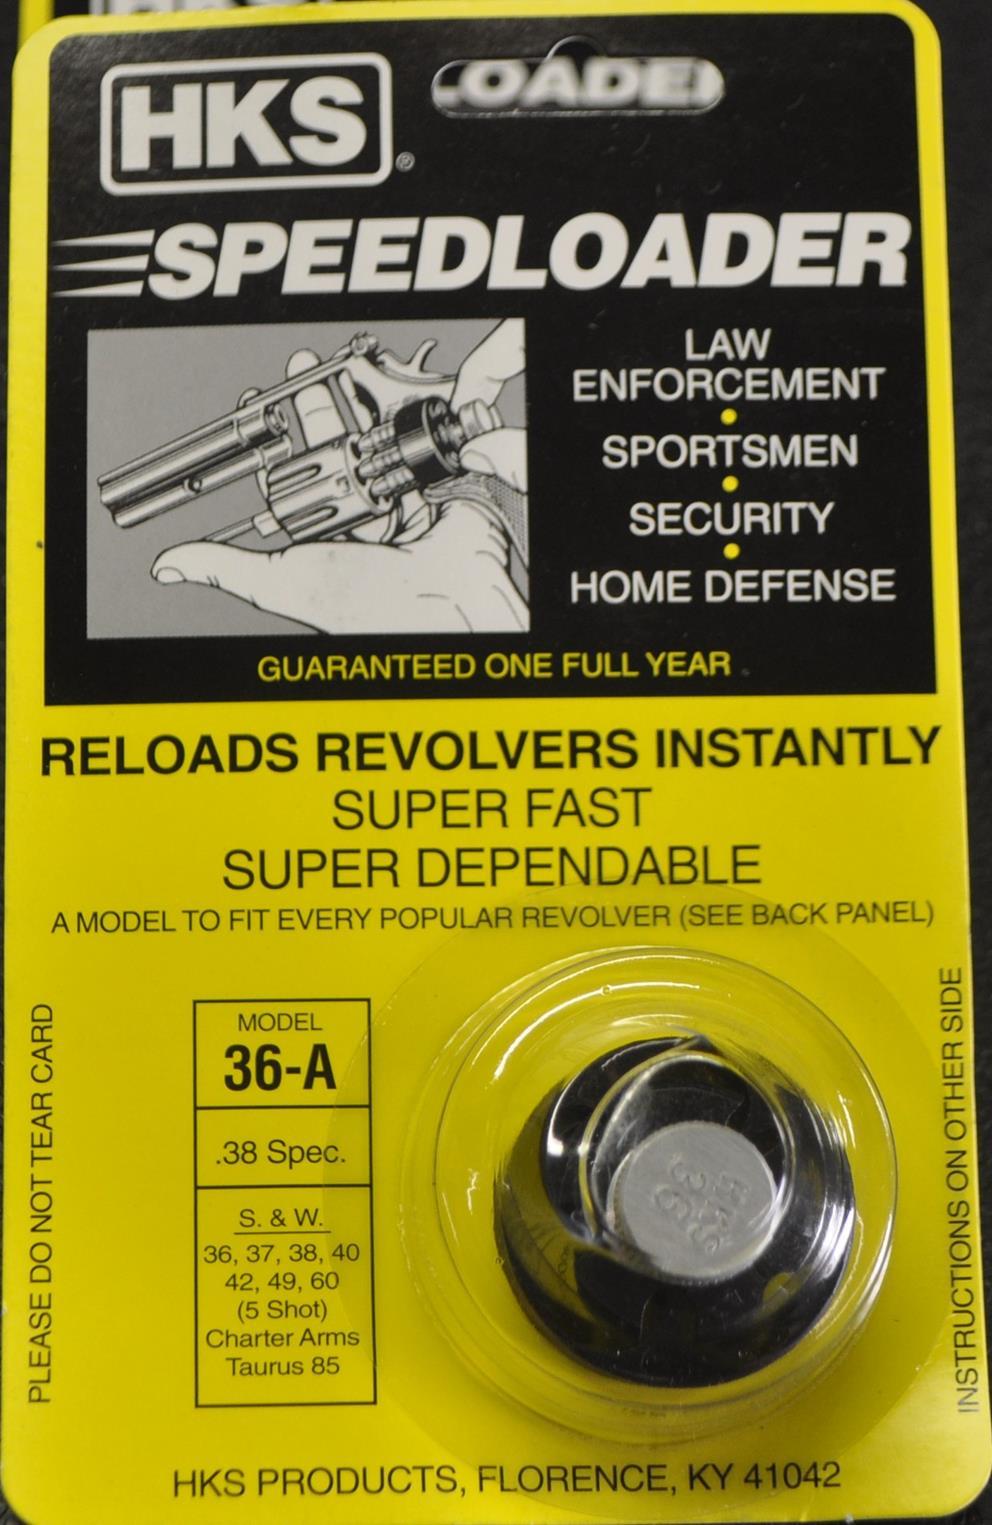 HKS®
LOADER
SPEEDLOADER
LAW
ENFORCEMENT
•
SPORTSMEN
•
SECURITY
•
HOME DEFENSE
GUARANTEED ONE FULL YEAR
RELOADS REVOLVERS INSTANTLY
SUPER FAST
SUPER DEPENDABLE
A MODEL TO FIT EVERY POPULAR REVOLVER (SEE BACK PANEL)
PLEASE DO NOT TEAR CARD
MODEL
36-A
.38 Spec.
S. & W.
36, 37, 38, 40
42, 49, 60
(5 Shot)
Charter Arms
Taurus 85
HKS
36
INSTRUCTIONS ON OTHER SIDE
HKS PRODUCTS, FLORENCE, KY 41042